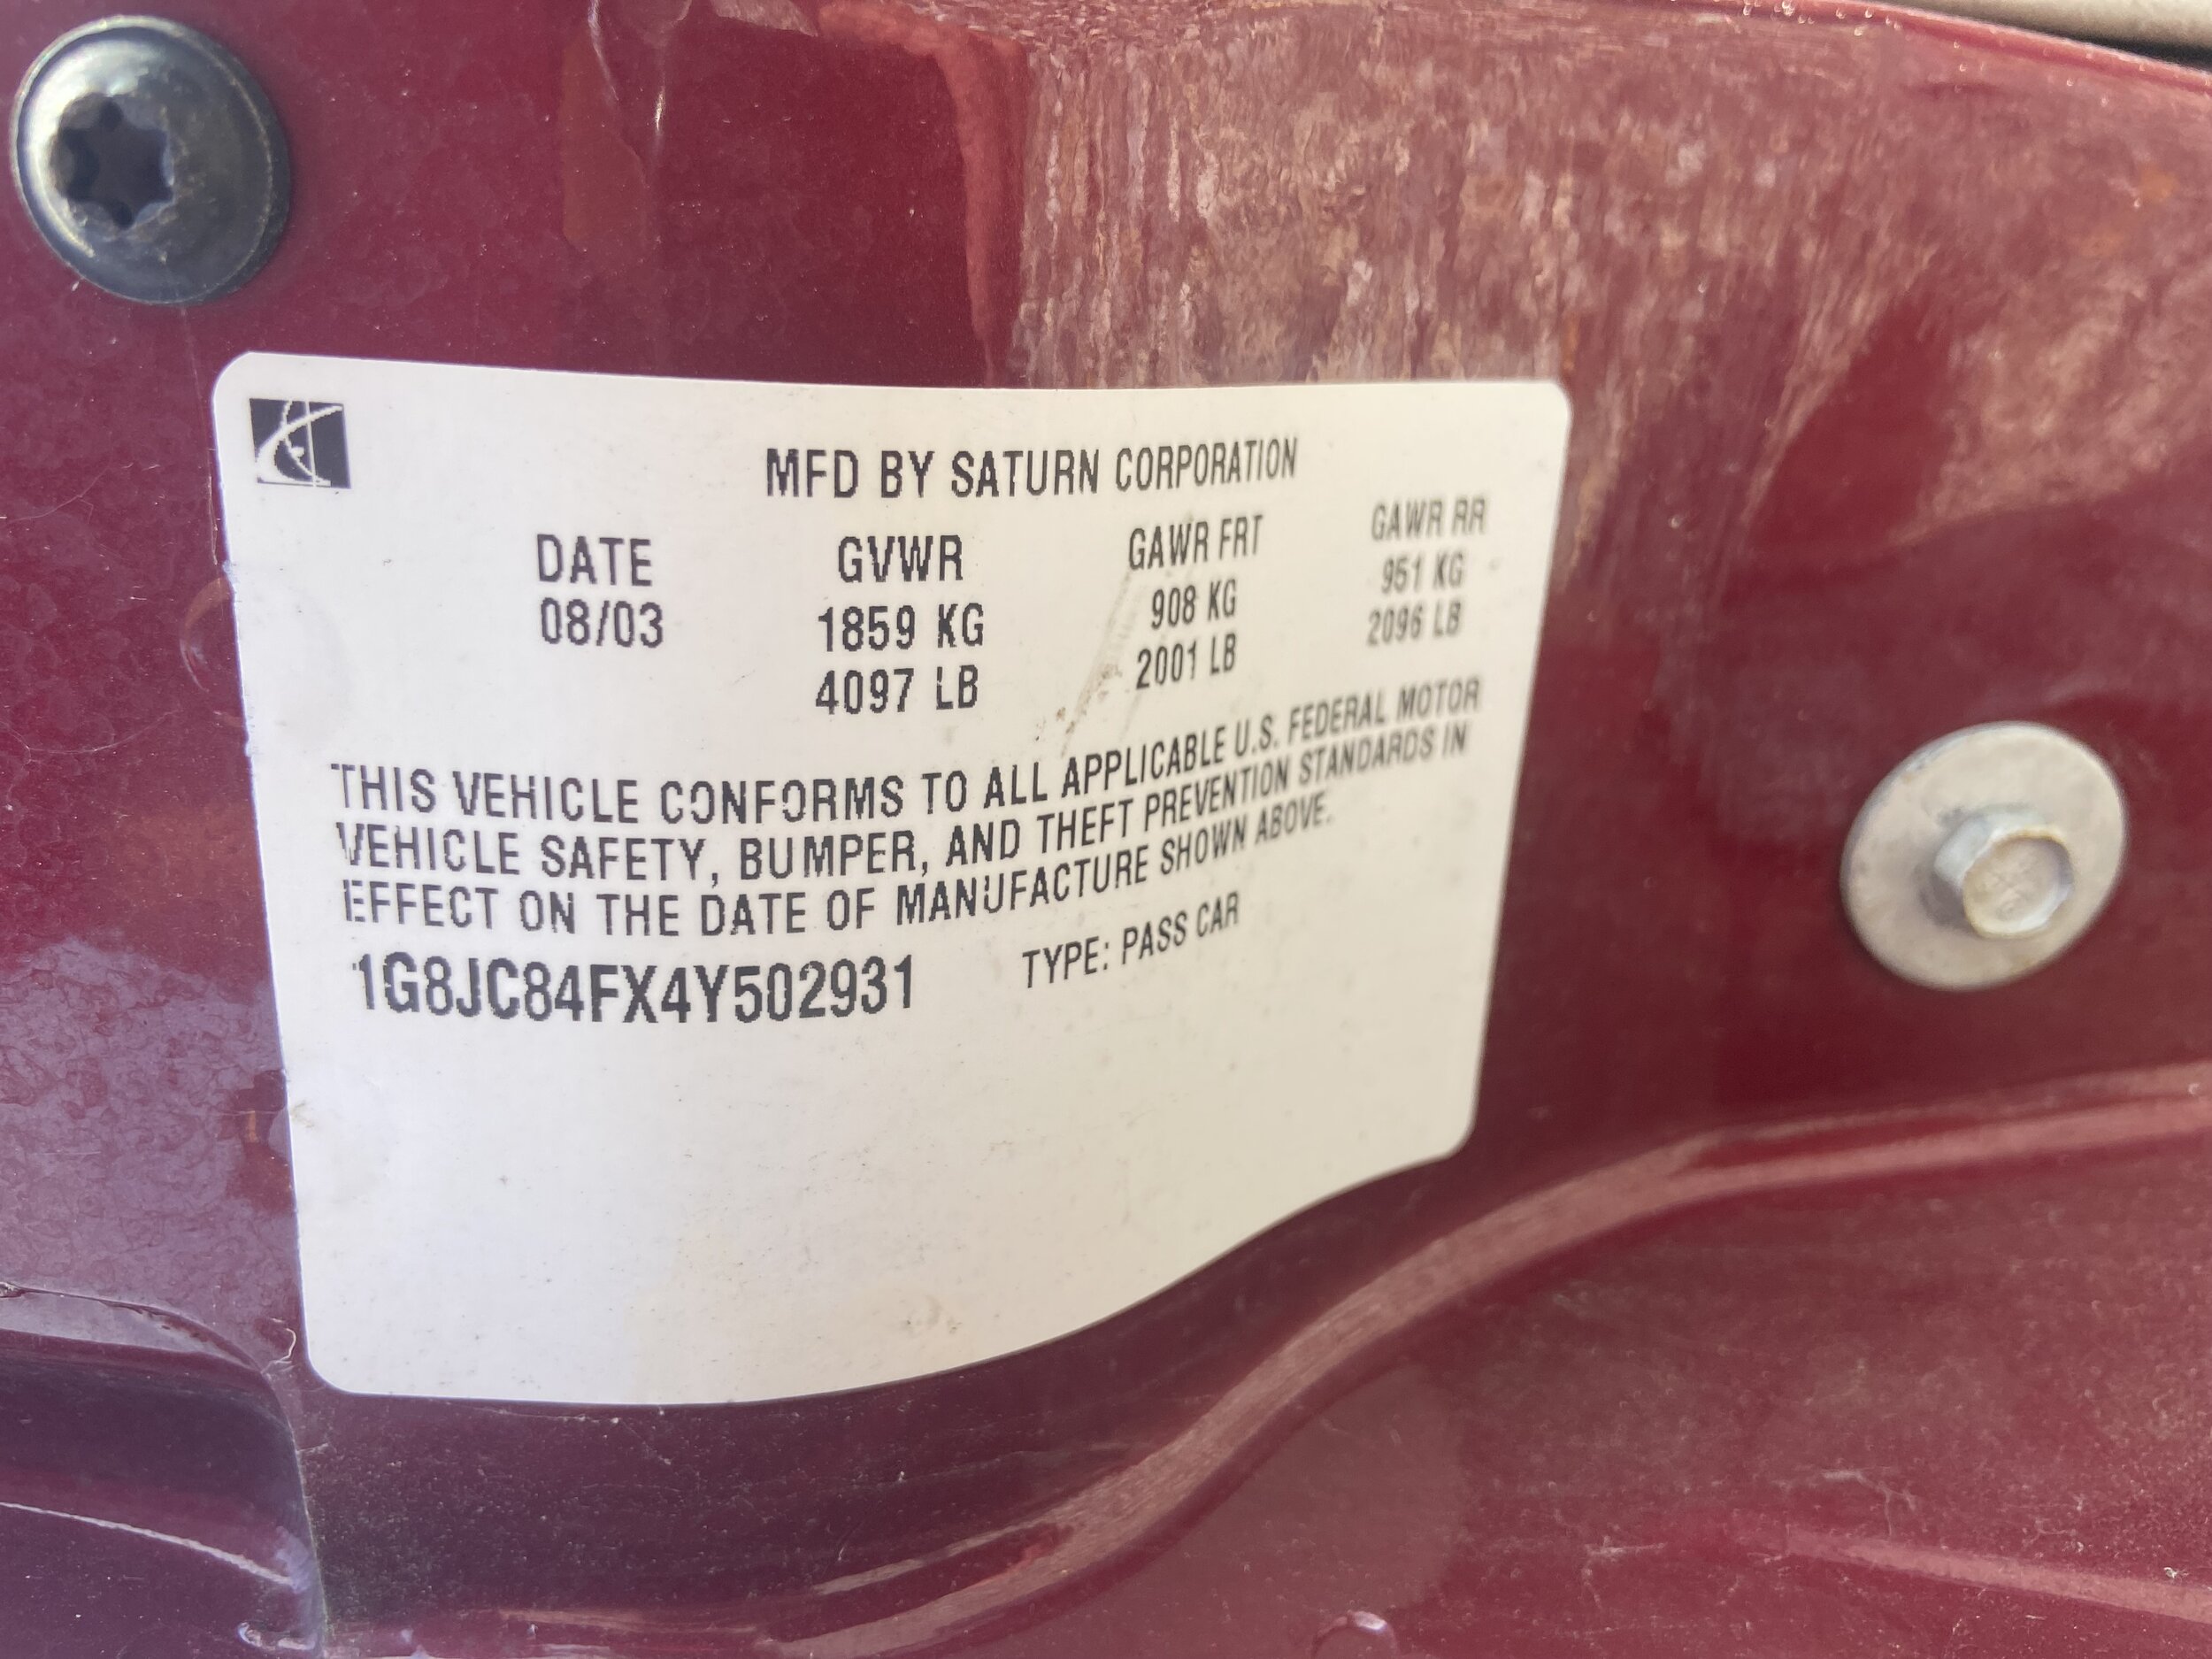 MFD BY SATURN CORPORATION
DATE GVWR GAWR FRT GAWR RR
08/03 1859 KG 908 KG 951 KG
4097 LB 2001 LB 2096 LB
THIS VEHICLE CONFORMS TO ALL APPLICABLE U.S. FEDERAL MOTOR
VEHICLE SAFETY, BUMPER, AND THEFT PREVENTION STANDARDS IN
EFFECT ON THE DATE OF MANUFACTURE SHOWN ABOVE.
1G8JC84FX4Y502931 TYPE: PASS CAR